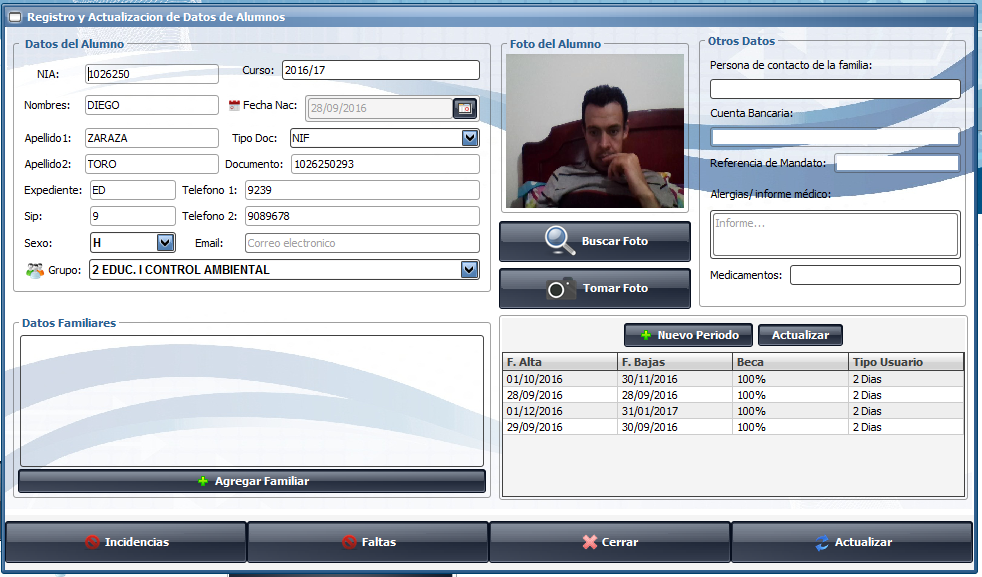 Registro y Actualizacion de Datos de Alumnos
Datos del Alumno
NIA: 1026250 Curso: 2016/17
Nombres: DIEGO Fecha Nac: 28/09/2016
Apellido1: ZARAZA Tipo Doc: NIF
Apellido2: TORO Documento: 1026250293
Expediente: ED Telefono 1: 9239
Sip: 9 Telefono 2: 9089678
Sexo: H Email: Correo electronico
Grupo: 2 EDUC. I CONTROL AMBIENTAL
Foto del Alumno
Buscar Foto
Tomar Foto
Otros Datos
Persona de contacto de la familia:
Cuenta Bancaria:
Referencia de Mandato:
Alergias/ informe médico:
Informe...
Medicamentos:
Datos Familiares
Agregar Familiar
Nuevo Periodo Actualizar
F. Alta F. Bajas Beca Tipo Usuario
01/10/2016 30/11/2016 100% 2 Dias
28/09/2016 28/09/2016 100% 2 Dias
01/12/2016 31/01/2017 100% 2 Dias
29/09/2016 30/09/2016 100% 2 Dias
Incidencias Faltas Cerrar Actualizar